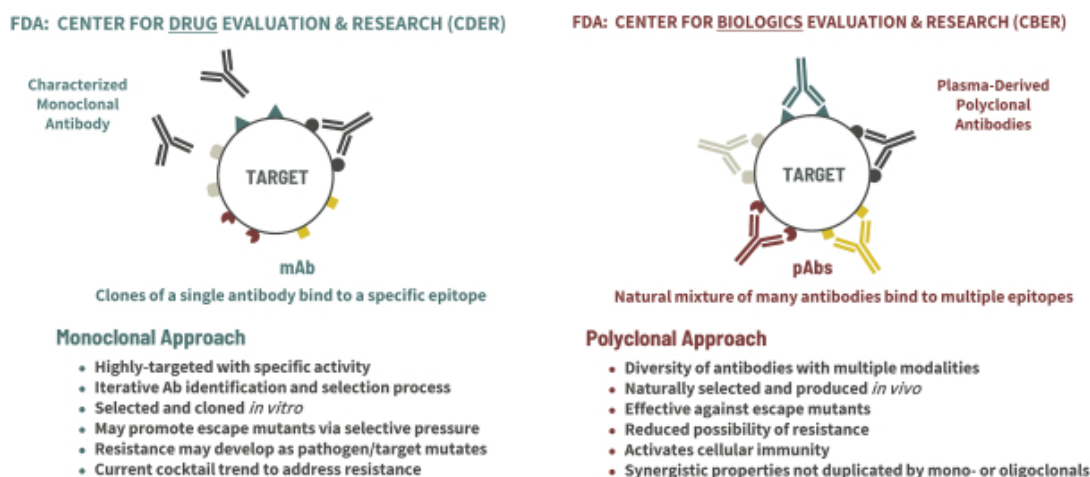 FDA: CENTER FOR DRUG EVALUATION & RESEARCH (CDER)
Characterized
Monoclonal
Antibody
TARGET
mAb
Clones of a single antibody bind to a specific epitope
Monoclonal Approach
• Highly-targeted with specific activity
• Iterative Ab identification and selection process
• Selected and cloned in vitro
• May promote escape mutants via selective pressure
• Resistance may develop as pathogen/target mutates
• Current cocktail trend to address resistance
FDA: CENTER FOR BIOLOGICS EVALUATION & RESEARCH (CBER)
Plasma-Derived
Polyclonal
Antibodies
TARGET
pAbs
Natural mixture of many antibodies bind to multiple epitopes
Polyclonal Approach
• Diversity of antibodies with multiple modalities
• Naturally selected and produced in vivo
• Effective against escape mutants
• Reduced possibility of resistance
• Activates cellular immunity
• Synergistic properties not duplicated by mono- or oligoclonals